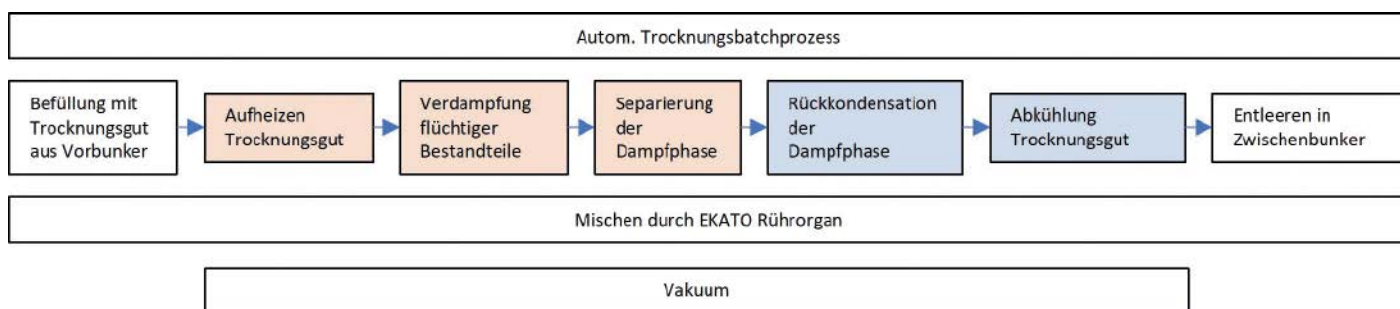 Autom. Trocknungsbatchprozess
Befüllung mit
Trocknungsgut
aus Vorbunker
Aufheizen
Trocknungsgut
Verdampfung
flüchtiger
Bestandteile
Separierung
der
Dampfphase
Rückkondensation
der
Dampfphase
Abkühlung
Trocknungsgut
Entleeren in
Zwischenbunker
Mischen durch EKATO Rührorgan
Vakuum